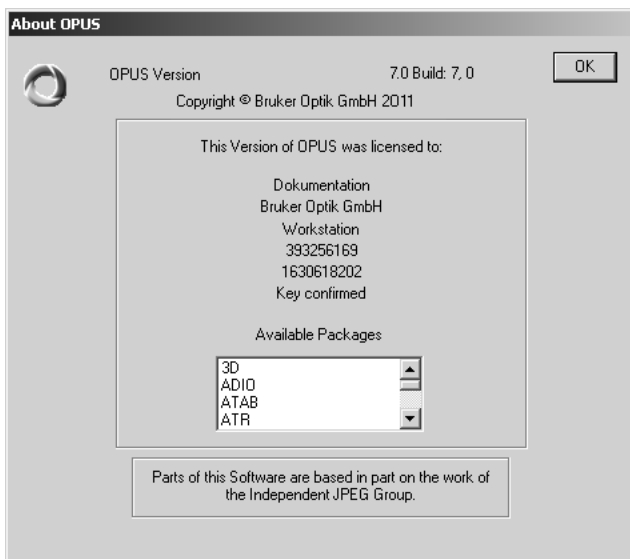 About OPUS
OPUS Version 7.0 Build: 7, 0
OK
Copyright © Bruker Optik GmbH 2011
This Version of OPUS was licensed to:
Dokumentation
Bruker Optik GmbH
Workstation
393256169
1630618202
Key confirmed
Available Packages
3D
ADIO
ATAB
ATR
Parts of this Software are based in part on the work of
the Independent JPEG Group.